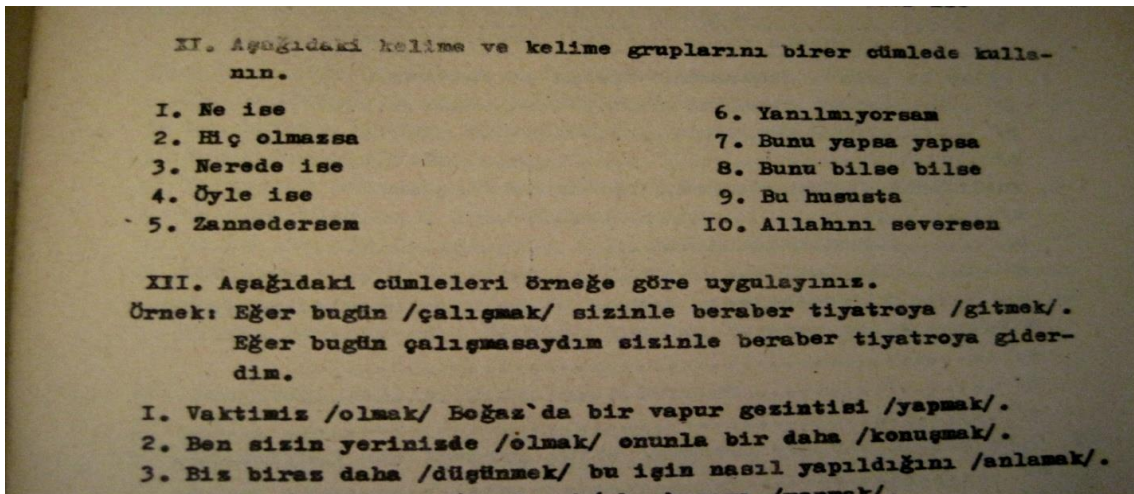 XI. Aşağıdaki kelime ve kelime gruplarını birer cümlede kulla-
nın.
I. Ne ise
2. Hiç olmazsa
3. Nerede ise
4. Öyle ise
5. Zannedersem
6. Yanılmıyorsam
7. Bunu yapsa yapsa
8. Bunu bilse bilse
9. Bu hususta
IO. Allahını seversen
XII. Aşağıdaki cümleleri örneğe göre uygulayınız.
Örnek: Eğer bugün /çalışmak/ sizinle beraber tiyatroya /gitmek/.
Eğer bugün çalışmasaydım sizinle beraber tiyatroya gider-
dim.
I. Vaktimiz /olmak/ Boğaz`da bir vapur gezintisi /yapmak/.
2. Ben sizin yerinizde /olmak/ onunla bir daha /konuşmak/.
3. Biz biraz daha /düşünmek/ bu işin nasıl yapıldığını /anlamak/.